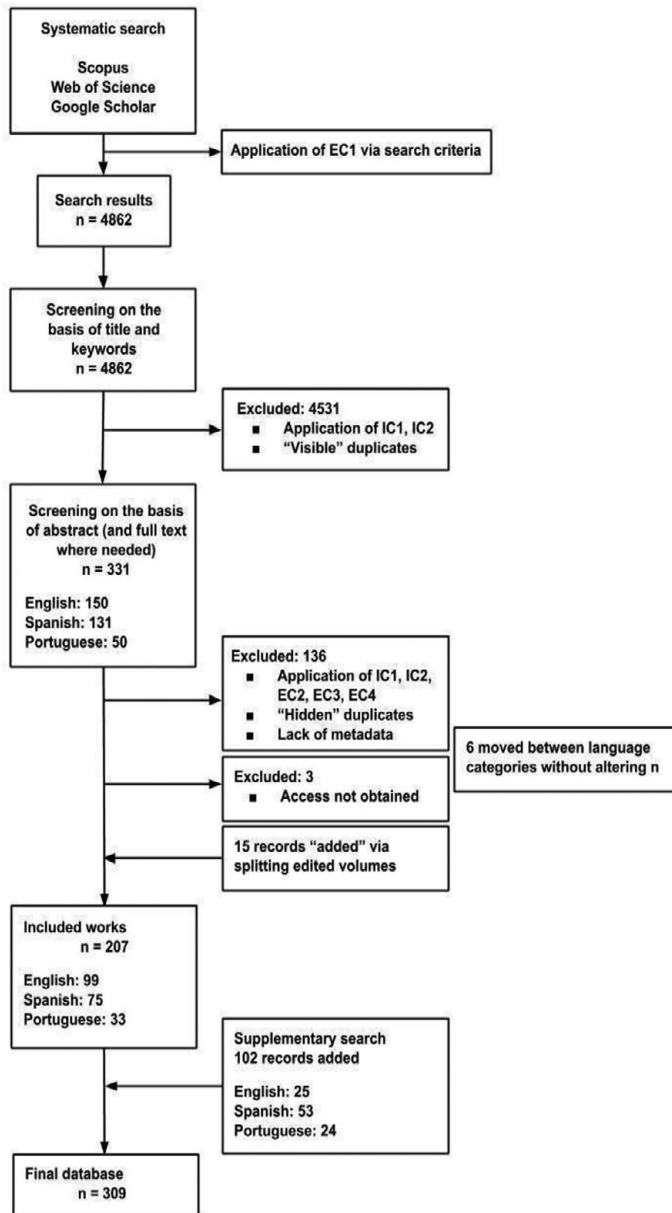 Systematic search
Scopus
Web of Science
Google Scholar
Application of EC1 via search criteria
Search results
n = 4862
Screening on the
basis of title and
keywords
n = 4862
Excluded: 4531
■ Application of IC1, IC2
■ “Visible” duplicates
Screening on the basis
of abstract (and full text
where needed)
n = 331
English: 150
Spanish: 131
Portuguese: 50
Excluded: 136
■ Application of IC1, IC2,
EC2, EC3, EC4
■ “Hidden” duplicates
■ Lack of metadata
6 moved between language
categories without altering n
Excluded: 3
■ Access not obtained
15 records “added” via
splitting edited volumes
Included works
n = 207
English: 99
Spanish: 75
Portuguese: 33
Supplementary search
102 records added
English: 25
Spanish: 53
Portuguese: 24
Final database
n = 309